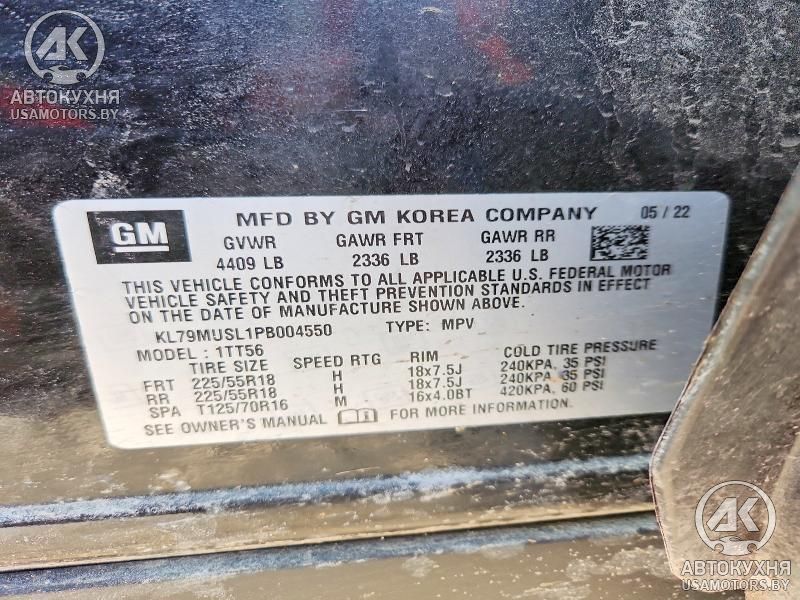 AK
АВТОКУХНЯ
USAMOTORS.BY
GM
MFD BY GM KOREA COMPANY 05 / 22
GVWR GAWR FRT GAWR RR
4409 LB 2336 LB 2336 LB
THIS VEHICLE CONFORMS TO ALL APPLICABLE U.S. FEDERAL MOTOR
VEHICLE SAFETY AND THEFT PREVENTION STANDARDS IN EFFECT
ON THE DATE OF MANUFACTURE SHOWN ABOVE.
KL79MUSL1PB004550 TYPE: MPV
MODEL : 1TT56
TIRE SIZE SPEED RTG RIM COLD TIRE PRESSURE
FRT 225/55R18 H 18x7.5J 240KPA, 35 PSI
RR 225/55R18 H 18x7.5J 240KPA, 35 PSI
SPA T125/70R16 M 16x4.0BT 420KPA, 60 PSI
SEE OWNER'S MANUAL FOR MORE INFORMATION.
AK
АВТОКУХНЯ
USAMOTORS.BY